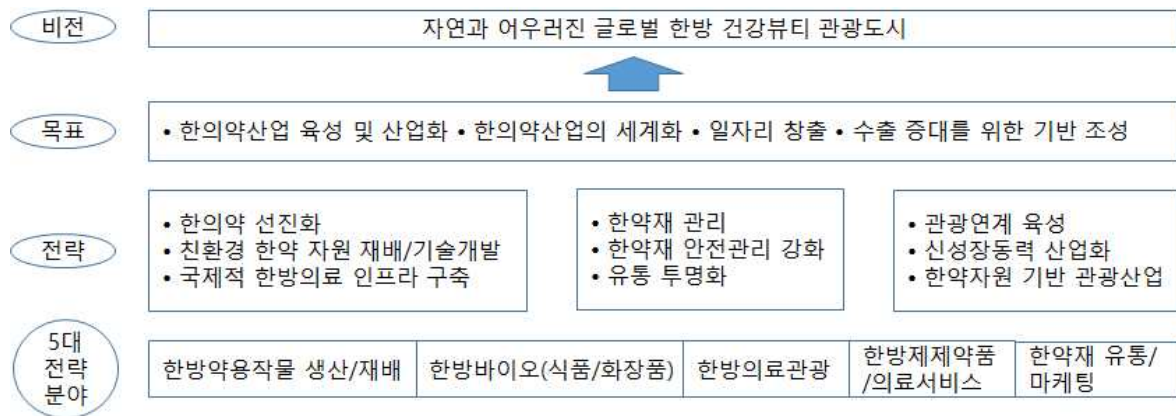 비전
자연과 어우러진 글로벌 한방 건강뷰티 관광도시
목표
• 한의약산업 육성 및 산업화 • 한의약산업의 세계화 • 일자리 창출 • 수출 증대를 위한 기반 조성
전략
• 한의약 선진화
• 친환경 한약 자원 재배/기술개발
• 국제적 한방의료 인프라 구축
• 한약재 관리
• 한약재 안전관리 강화
• 유통 투명화
• 관광연계 육성
• 신성장동력 산업화
• 한약자원 기반 관광산업
5대
전략
분야
한방약용작물 생산/재배
한방바이오(식품/화장품)
한방의료관광
한방제제약품
/의료서비스
한약재 유통/
마케팅